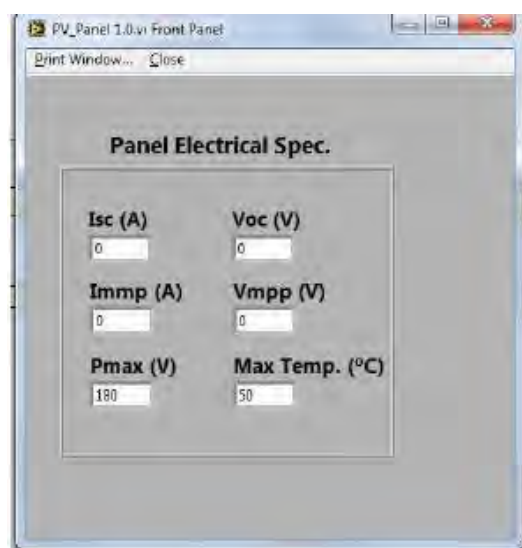 PV_Panel 1.0.vi Front Panel
Print Window... Close
Panel Electrical Spec.
Isc (A) Voc (V)
0 0
Immp (A) Vmpp (V)
0 0
Pmax (V) Max Temp. (ºC)
180 50